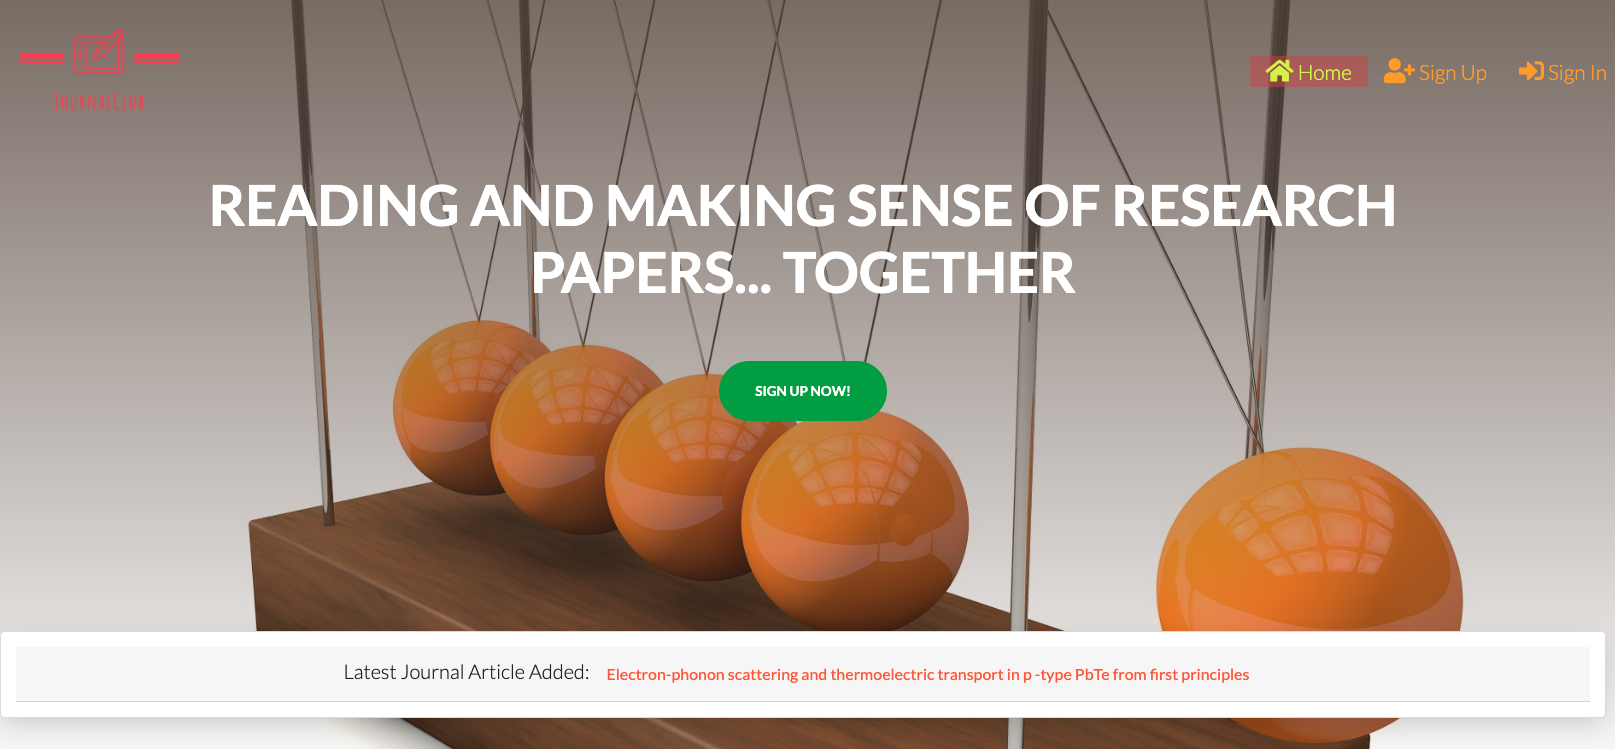 JournalClub
Home
Sign Up
Sign In
READING AND MAKING SENSE OF RESEARCH
PAPERS... TOGETHER
SIGN UP NOW!
Latest Journal Article Added: Electron-phonon scattering and thermoelectric transport in p -type PbTe from first principles